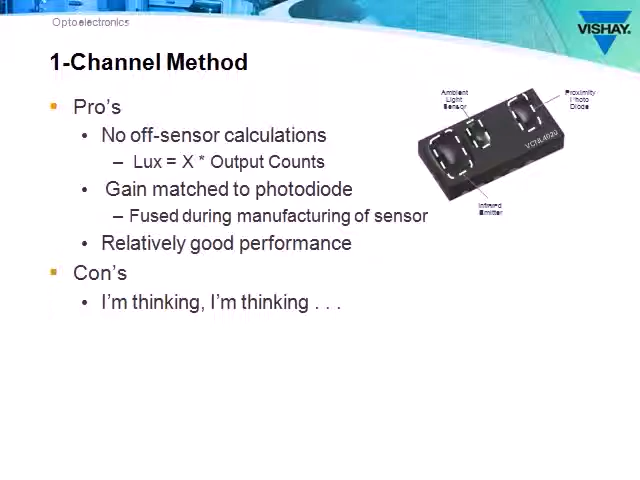 Optoelectronics
VISHAY.
1-Channel Method
Pro's
No off-sensor calculations
– Lux = X * Output Counts
Gain matched to photodiode
– Fused during manufacturing of sensor
Relatively good performance
Con's
I'm thinking, I'm thinking . . .
Ambient
Light
Sensor
Proximity
Photo
Diode
VCNL4020
Infrared
Emitter